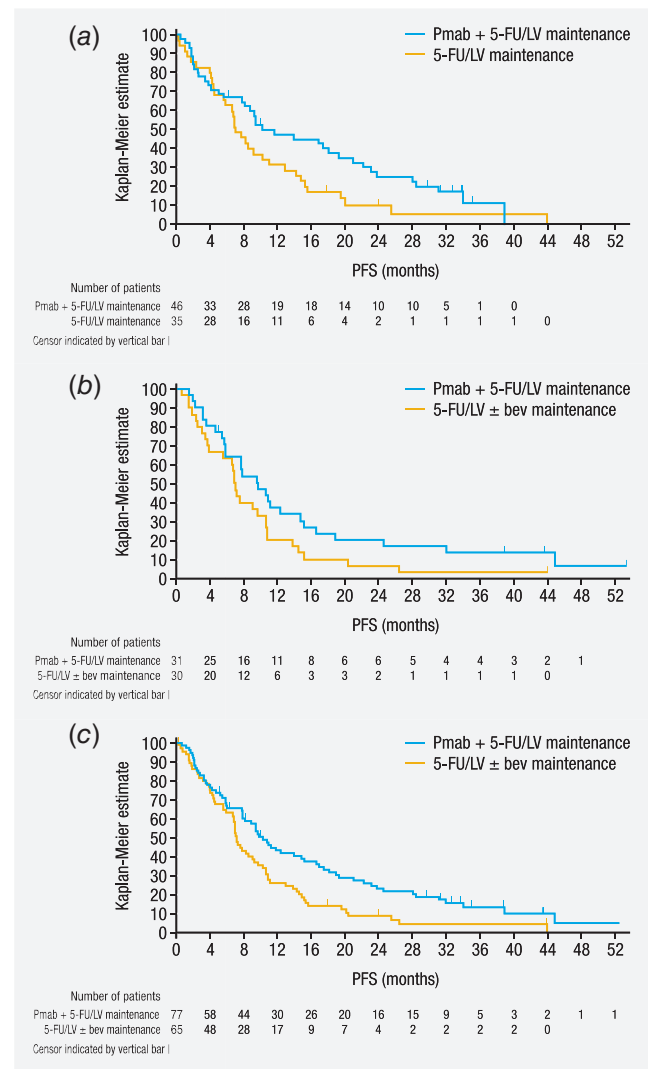 (a)
Kaplan-Meier estimate
100
90
80
70
60
50
40
30
20
10
0
Pmab + 5-FU/LV maintenance
5-FU/LV maintenance
0 4 8 12 16 20 24 28 32 36 40 44 48 52
PFS (months)
Number of patients
Pmab + 5-FU/LV maintenance 46 33 28 19 18 14 10 10 5 1 0
5-FU/LV maintenance 35 28 16 11 6 4 2 1 1 1 1 0
Censor indicated by vertical bar |
(b)
Kaplan-Meier estimate
100
90
80
70
60
50
40
30
20
10
0
Pmab + 5-FU/LV maintenance
5-FU/LV ± bev maintenance
0 4 8 12 16 20 24 28 32 36 40 44 48 52
PFS (months)
Number of patients
Pmab + 5-FU/LV maintenance 31 25 16 11 8 6 6 5 4 4 3 2 1
5-FU/LV ± bev maintenance 30 20 12 6 3 3 2 1 1 1 1 0
Censor indicated by vertical bar |
(c)
Kaplan-Meier estimate
100
90
80
70
60
50
40
30
20
10
0
Pmab + 5-FU/LV maintenance
5-FU/LV ± bev maintenance
0 4 8 12 16 20 24 28 32 36 40 44 48 52
PFS (months)
Number of patients
Pmab + 5-FU/LV maintenance 77 58 44 30 26 20 16 15 9 5 3 2 1 1
5-FU/LV ± bev maintenance 65 48 28 17 9 7 4 2 2 2 2 0
Censor indicated by vertical bar |